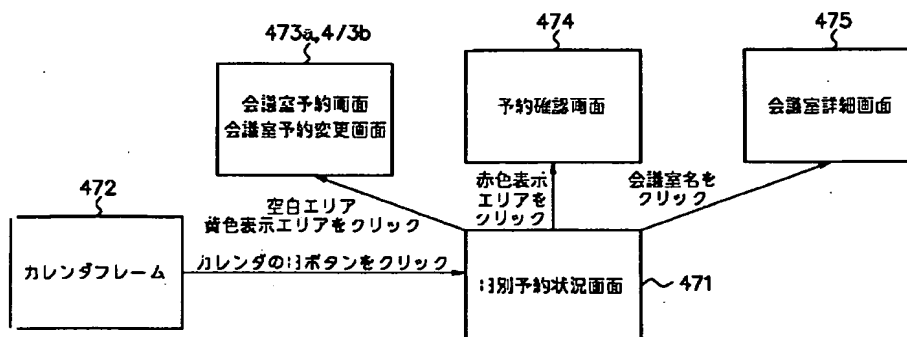 473a,473b
474
475
会議室予約画面
会議室予約変更画面
予約確認画面
会議室詳細画面
赤色表示
エリアを
クリック
会議室名を
クリック
472
空白エリア
黄色表示エリアをクリック
カレンダフレーム
カレンダの日ボタンをクリック
日別予約状況画面
471